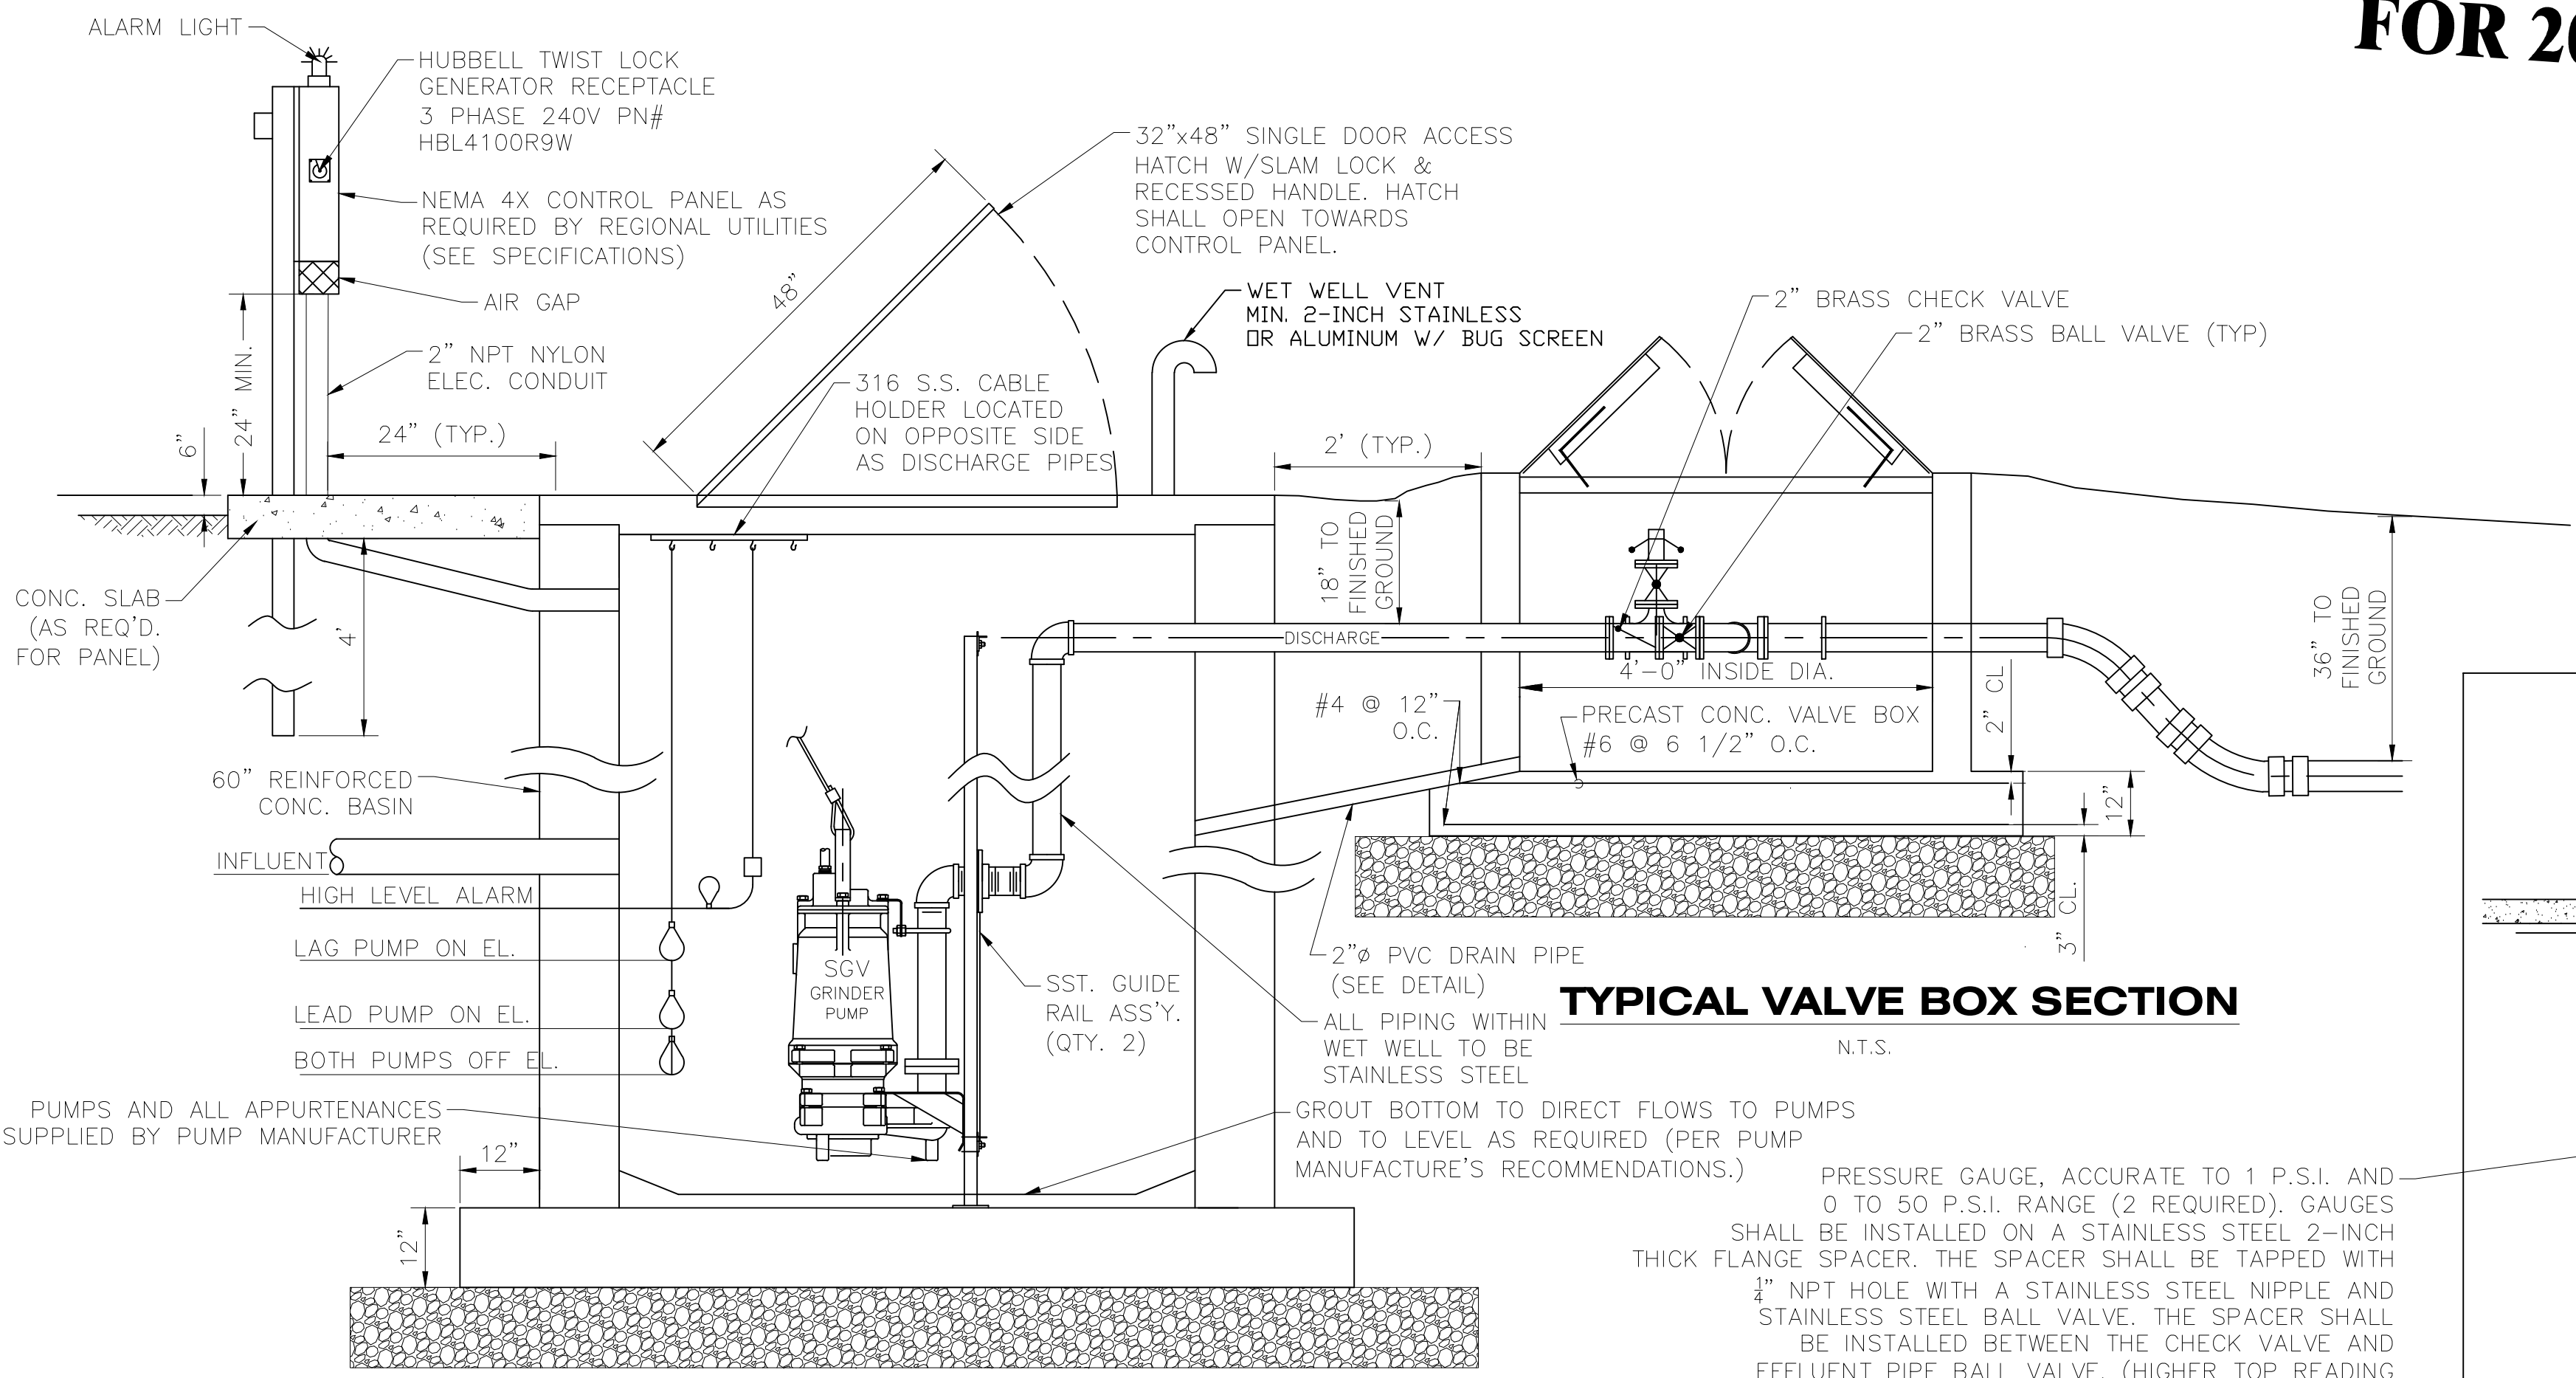 FOR
ALARM LIGHT
HUBBELL TWIST LOCK
GENERATOR RECEPTACLE
3 PHASE 240V PN#
HBL4100R9W
NEMA 4X CONTROL PANEL AS
REQUIRED BY REGIONAL UTILITIES
(SEE SPECIFICATIONS)
AIR GAP
2" NPT NYLON
ELEC. CONDUIT
24" MIN.
6"
24" (TYP.)
48"
32"x48" SINGLE DOOR ACCESS
HATCH W/SLAM LOCK &
RECESSED HANDLE. HATCH
SHALL OPEN TOWARDS
CONTROL PANEL.
WET WELL VENT
MIN. 2-INCH STAINLESS
OR ALUMINUM W/ BUG SCREEN
316 S.S. CABLE
HOLDER LOCATED
ON OPPOSITE SIDE
AS DISCHARGE PIPES
2" BRASS CHECK VALVE
2" BRASS BALL VALVE (TYP)
2' (TYP.)
18" TO
FINISHED
GROUND
36" TO
FINISHED
GROUND
CONC. SLAB
(AS REQ'D.
FOR PANEL)
4'
DISCHARGE
4'-0" INSIDE DIA.
2" CL
#4 @ 12"
O.C.
PRECAST CONC. VALVE BOX
#6 @ 6 1/2" O.C.
12"
3" CL.
60" REINFORCED
CONC. BASIN
INFLUENT
HIGH LEVEL ALARM
LAG PUMP ON EL.
LEAD PUMP ON EL.
BOTH PUMPS OFF EL.
SGV
GRINDER
PUMP
SST. GUIDE
RAIL ASS'Y.
(QTY. 2)
2"ø PVC DRAIN PIPE
(SEE DETAIL)
TYPICAL VALVE BOX SECTION
N.T.S.
ALL PIPING WITHIN
WET WELL TO BE
STAINLESS STEEL
PUMPS AND ALL APPURTENANCES
SUPPLIED BY PUMP MANUFACTURER
12"
12"
GROUT BOTTOM TO DIRECT FLOWS TO PUMPS
AND TO LEVEL AS REQUIRED (PER PUMP
MANUFACTURE'S RECOMMENDATIONS.)
PRESSURE GAUGE, ACCURATE TO 1 P.S.I. AND
0 TO 50 P.S.I. RANGE (2 REQUIRED). GAUGES
SHALL BE INSTALLED ON A STAINLESS STEEL 2-INCH
THICK FLANGE SPACER. THE SPACER SHALL BE TAPPED WITH
¼" NPT HOLE WITH A STAINLESS STEEL NIPPLE AND
STAINLESS STEEL BALL VALVE. THE SPACER SHALL
BE INSTALLED BETWEEN THE CHECK VALVE AND
EFFLUENT PIPE BALL VALVE. (HIGHER TOP READING